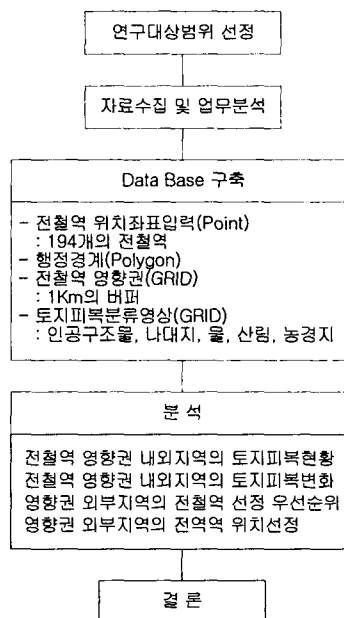 연구대상범위 선정
자료수집 및 업무분석
Data Base 구축
- 전철역 위치좌표입력(Point)
: 194개의 전철역
- 행정경계(Polygon)
- 전철역 영향권(GRID)
: 1Km의 버퍼
- 토지피복분류영상(GRID)
: 인공구조물, 나대지, 물, 산림, 농경지
분 석
전철역 영향권 내외지역의 토지피복현황
전철역 영향권 내외지역의 토지피복변화
영향권 외부지역의 전철역 선정 우선순위
영향권 외부지역의 전역역 위치선정
결 론